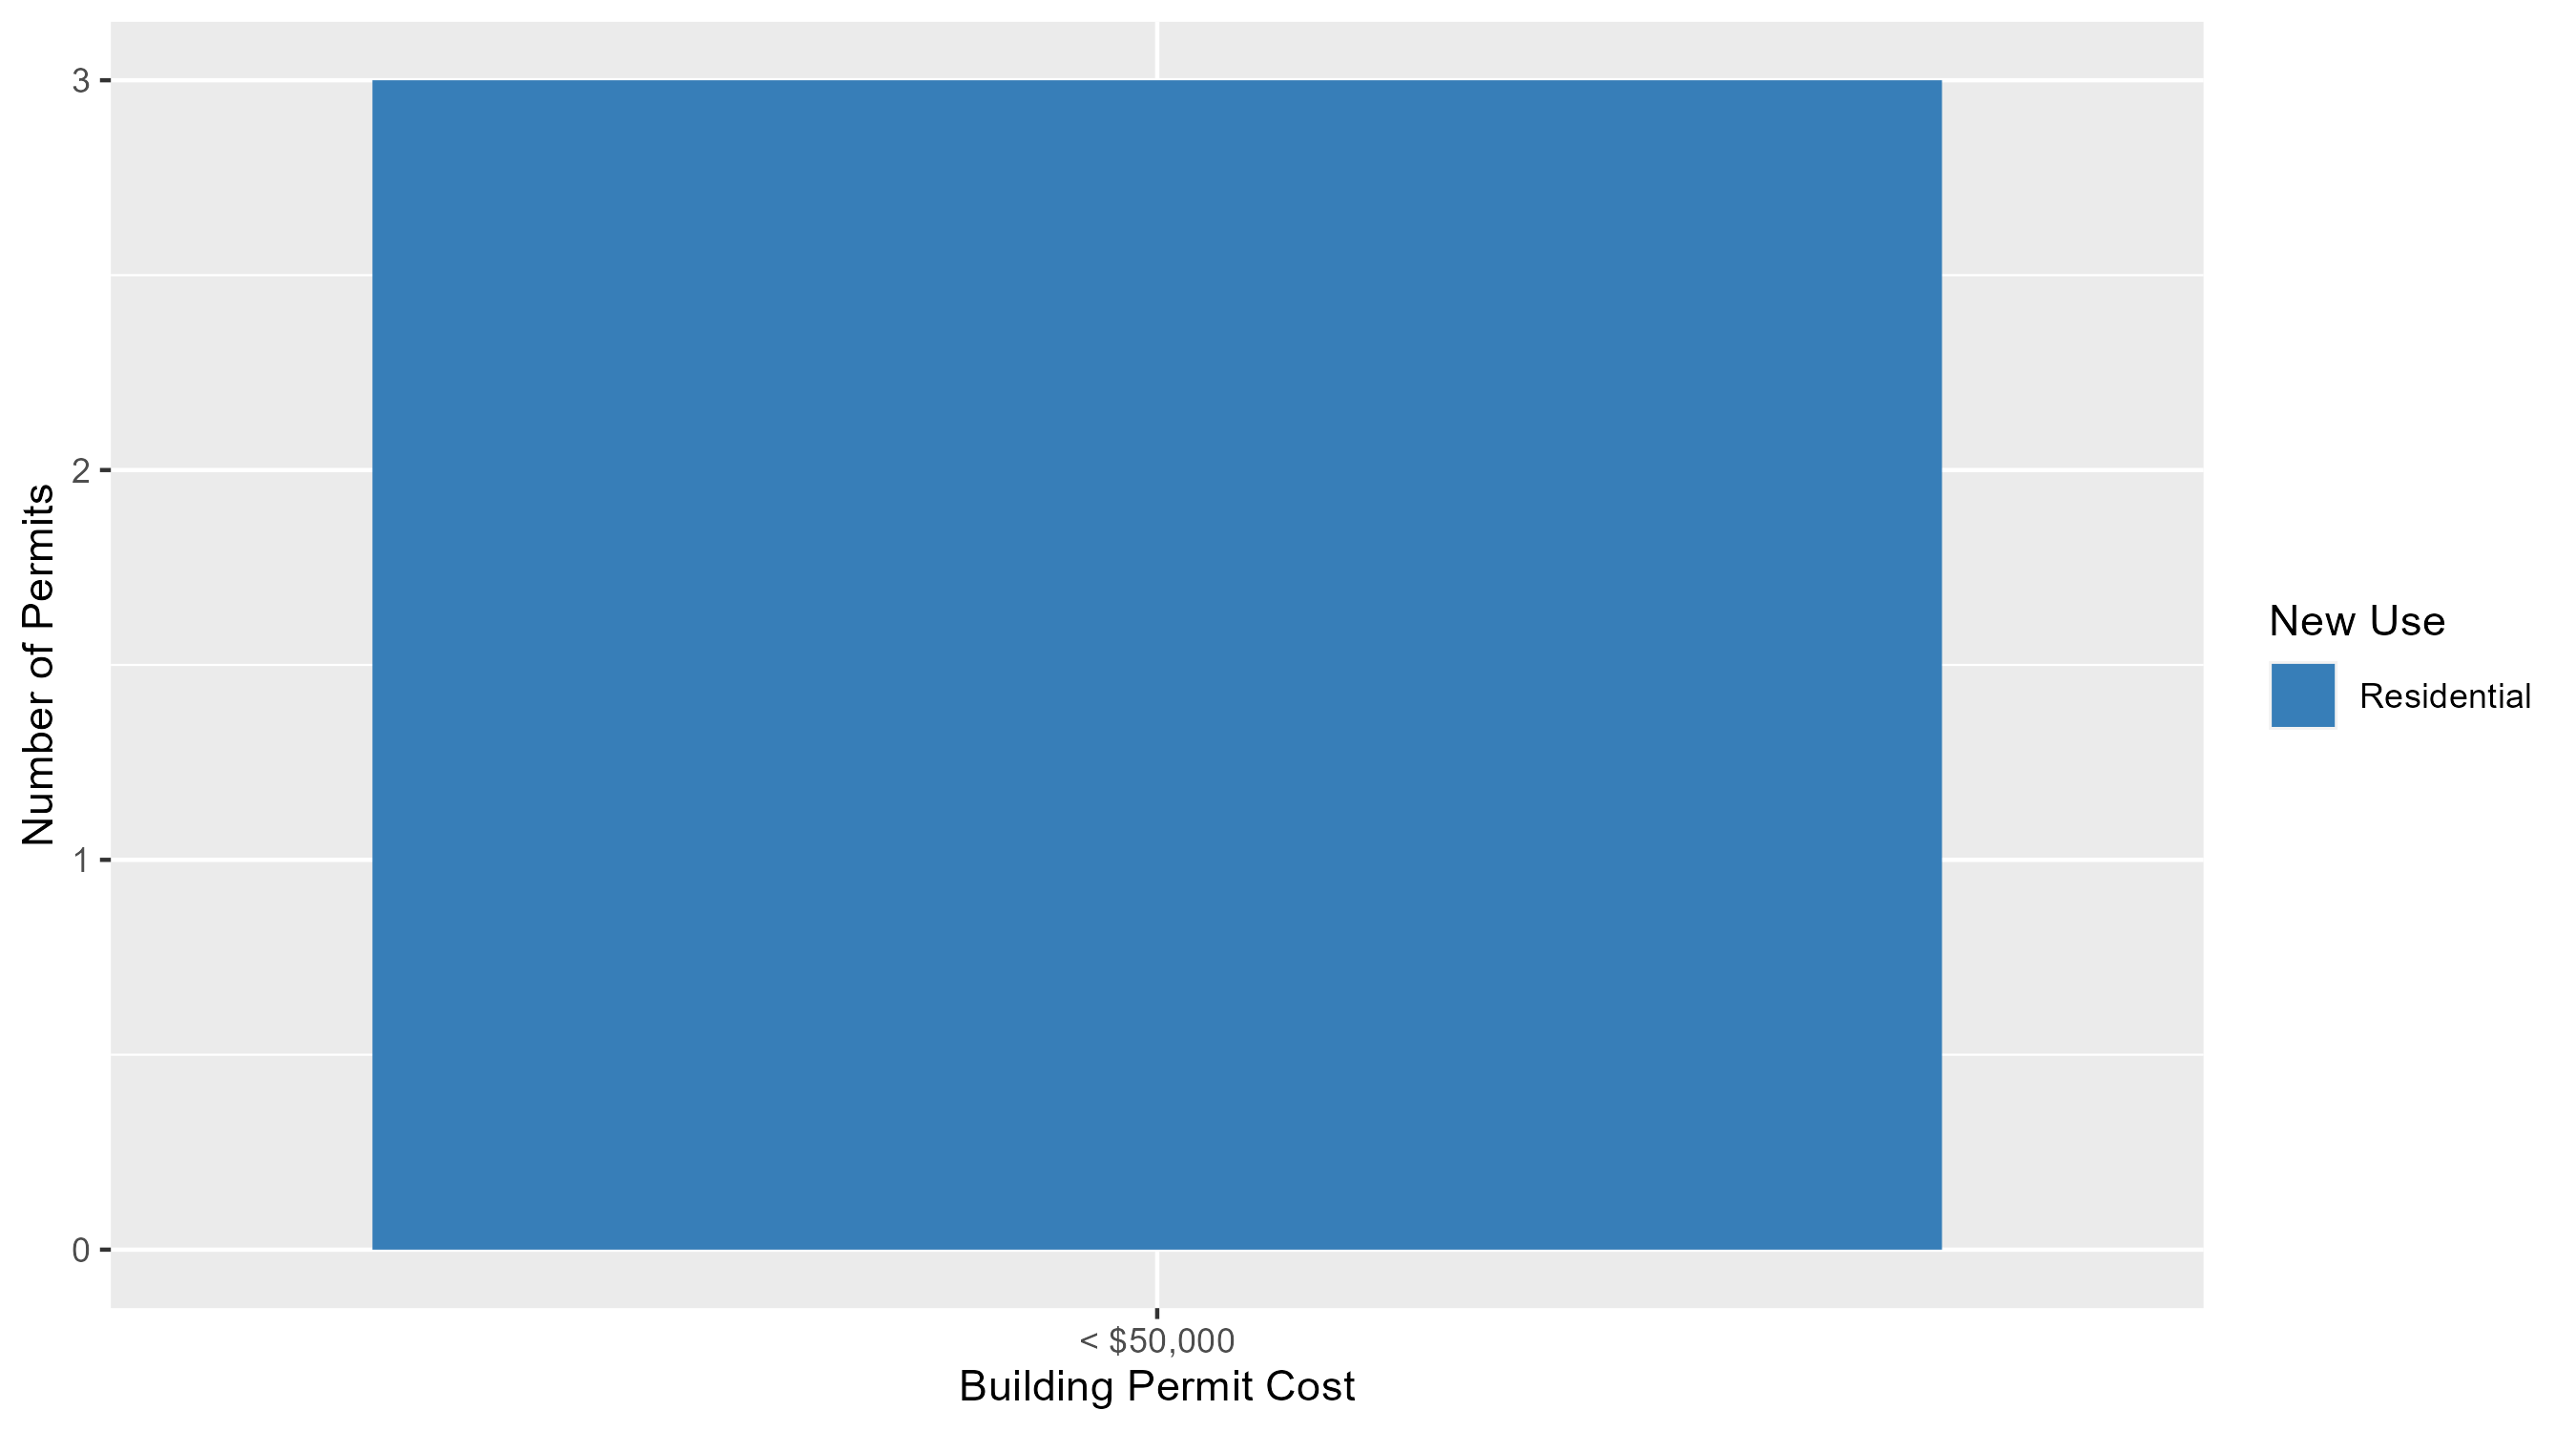 3
2
1
0
Number of Permits
< $50,000
Building Permit Cost
New Use
Residential